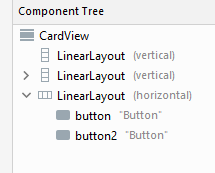 Component Tree
CardView
LinearLayout (vertical)
LinearLayout (vertical)
LinearLayout (horizontal)
button "Button"
button2 "Button"